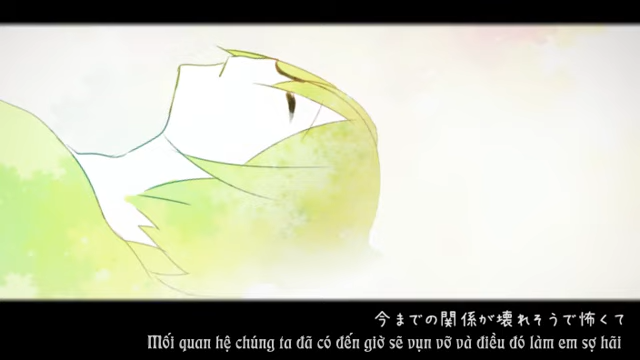 今までの関係が壊れそうで怖くて
Mối quan hệ chúng ta đã có đến giờ sẽ vụn vỡ và điều đó làm em sợ hãi